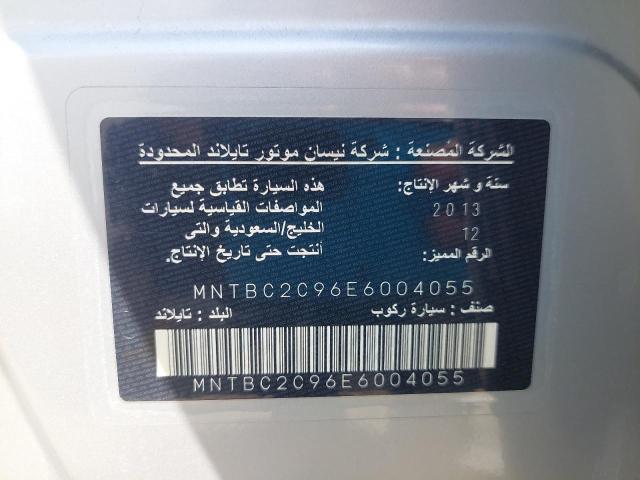 الشركة المصنعة : شركة نيسان موتور تايلاند المحدودة
سنة و شهر الإنتاج:
2013
12
الرقم المميز:
هذه السيارة تطابق جميع
المواصفات القياسية لسيارات
الخليج/السعودية والتى
أنتجت حتى تاريخ الإنتاج.
MNTBC2C96E6004055
صنف : سيارة ركوب
البلد : تايلاند
MNTBC2C96E6004055